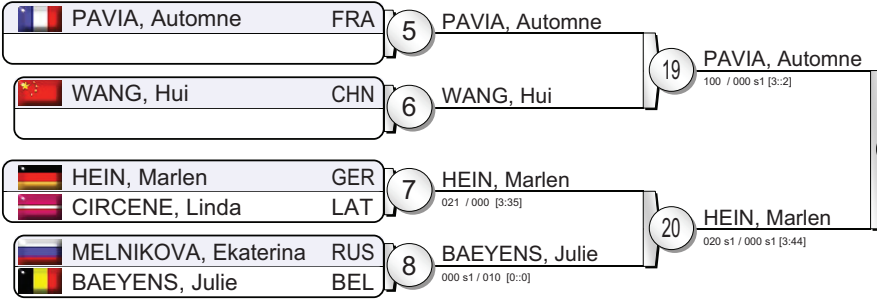 PAVIA, Automne FRA
5
PAVIA, Automne
WANG, Hui CHN
6
WANG, Hui
19
PAVIA, Automne
100 / 000 s1 [3::2]
HEIN, Marlen GER
CIRCENE, Linda LAT
7
HEIN, Marlen
021 / 000 [3:35]
MELNIKOVA, Ekaterina RUS
BAEYENS, Julie BEL
8
BAEYENS, Julie
000 s1 / 010 [0::0]
20
HEIN, Marlen
020 s1 / 000 s1 [3:44]